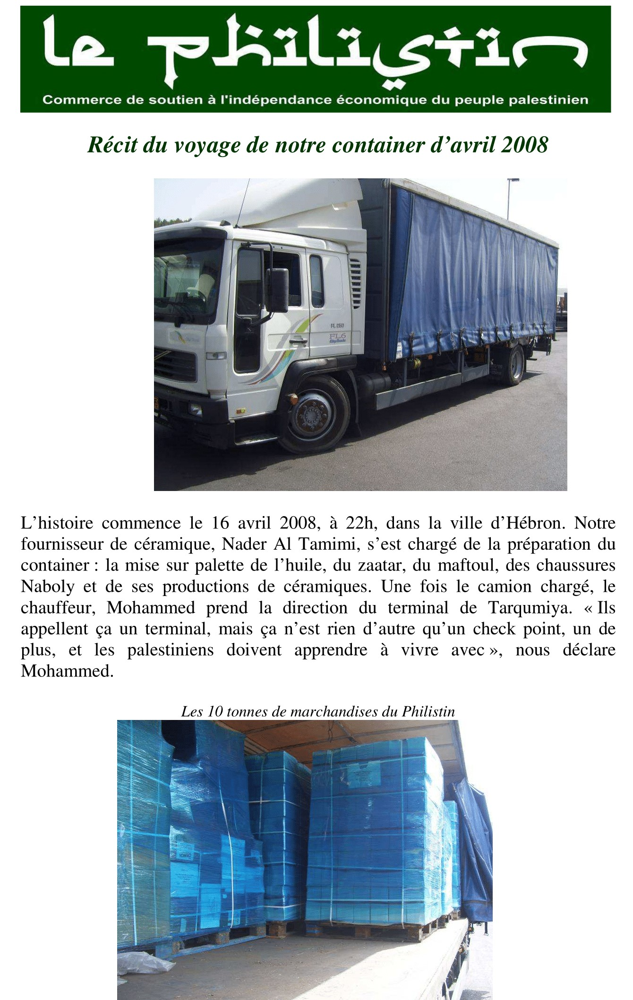 Le Philistin
Commerce de soutien à l'indépendance économique du peuple palestinien
Récit du voyage de notre container d’avril 2008
FL 250
FL6
L’histoire commence le 16 avril 2008, à 22h, dans la ville d’Hébron. Notre
fournisseur de céramique, Nader Al Tamimi, s’est chargé de la préparation du
container : la mise sur palette de l’huile, du zaatar, du maftoul, des chaussures
Naboly et de ses productions de céramiques. Une fois le camion chargé, le
chauffeur, Mohammed prend la direction du terminal de Tarqumiya. « Ils
appellent ça un terminal, mais ça n’est rien d’autre qu’un check point, un de
plus, et les palestiniens doivent apprendre à vivre avec », nous déclare
Mohammed.
Les 10 tonnes de marchandises du Philistin